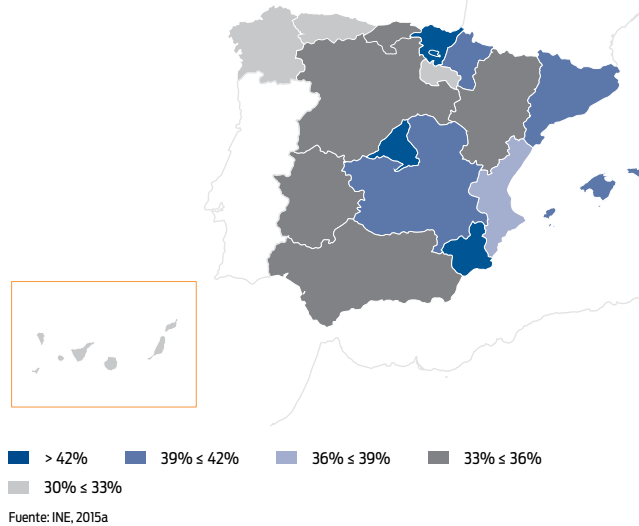 > 42% 39% ≤ 42% 36% ≤ 39% 33% ≤ 36%
30% ≤ 33%
Fuente: INE, 2015a